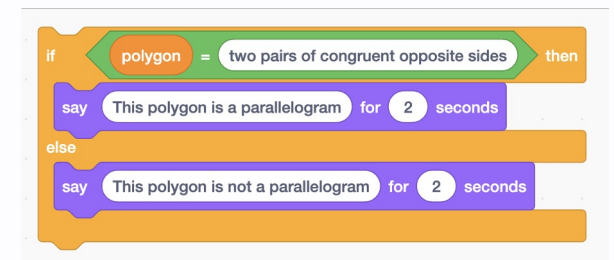 if polygon = two pairs of congruent opposite sides then
say This polygon is a parallelogram for 2 seconds
else
say This polygon is not a parallelogram for 2 seconds